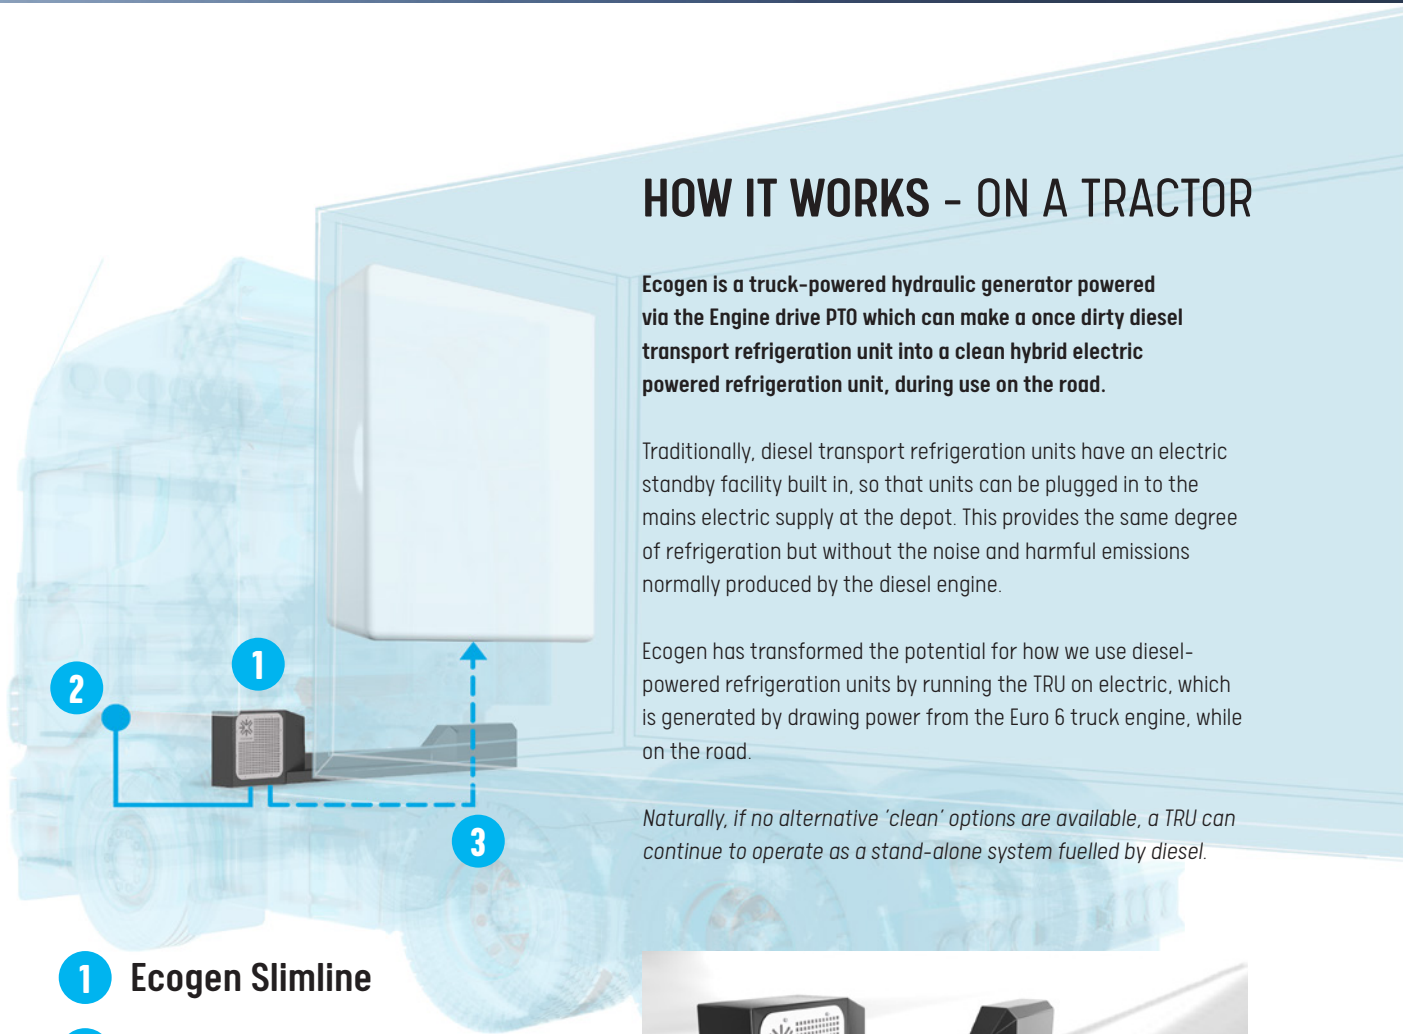 HOW IT WORKS - ON A TRACTOR
Ecogen is a truck-powered hydraulic generator powered
via the Engine drive PTO which can make a once dirty diesel
transport refrigeration unit into a clean hybrid electric
powered refrigeration unit, during use on the road.
Traditionally, diesel transport refrigeration units have an electric
standby facility built in, so that units can be plugged in to the
mains electric supply at the depot. This provides the same degree
of refrigeration but without the noise and harmful emissions
normally produced by the diesel engine.
Ecogen has transformed the potential for how we use diesel-
powered refrigeration units by running the TRU on electric, which
is generated by drawing power from the Euro 6 truck engine, while
on the road.
Naturally, if no alternative ‘clean’ options are available, a TRU can
continue to operate as a stand-alone system fuelled by diesel.
1
2
3
1 Ecogen Slimline